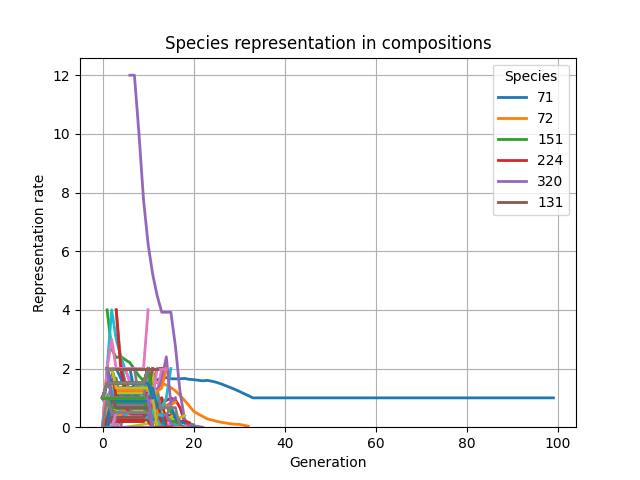 Species representation in compositions
Species
71
72
151
224
320
131
Representation rate
12
10
8
6
4
2
0
0 20 40 60 80 100
Generation